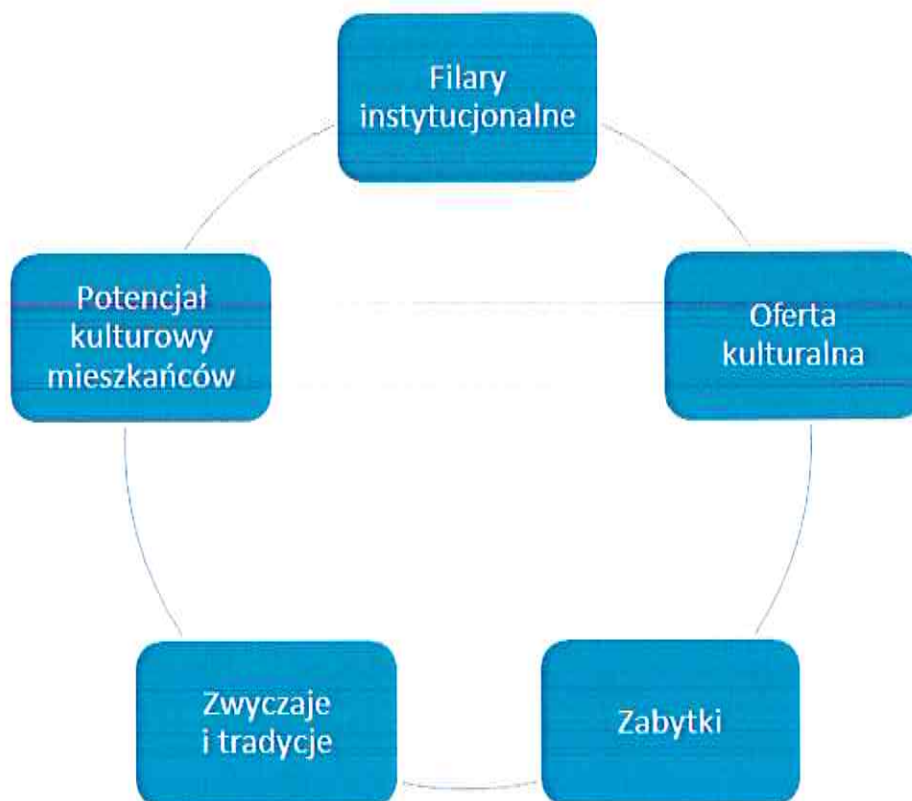 Filary
instytucjonalne
Oferta
kulturalna
Zabytki
Zwyczaje
i tradycje
Potencjał
kulturowy
mieszkańców